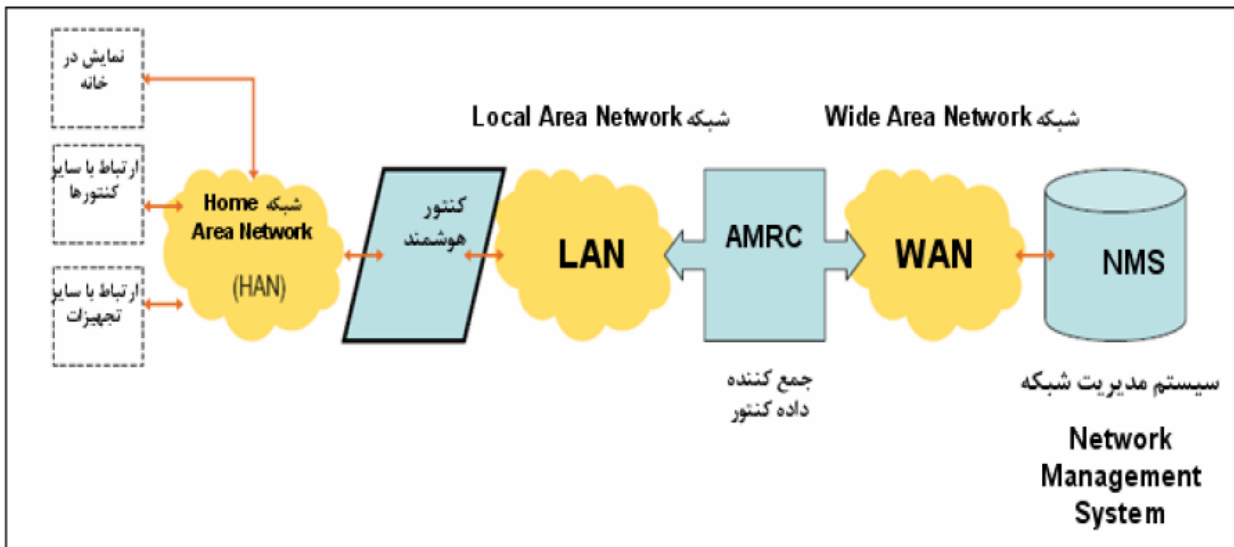 نمایش در
خانه
ارتباط با سایر
کنتورها
ارتباط با سایر
تجهیزات
شبکه Home
Area Network
(HAN)
کنتور
هوشمند
شبکه Local Area Network
LAN
AMRC
جمع کننده
داده کنتور
شبکه Wide Area Network
WAN
NMS
سیستم مدیریت شبکه
Network
Management
System